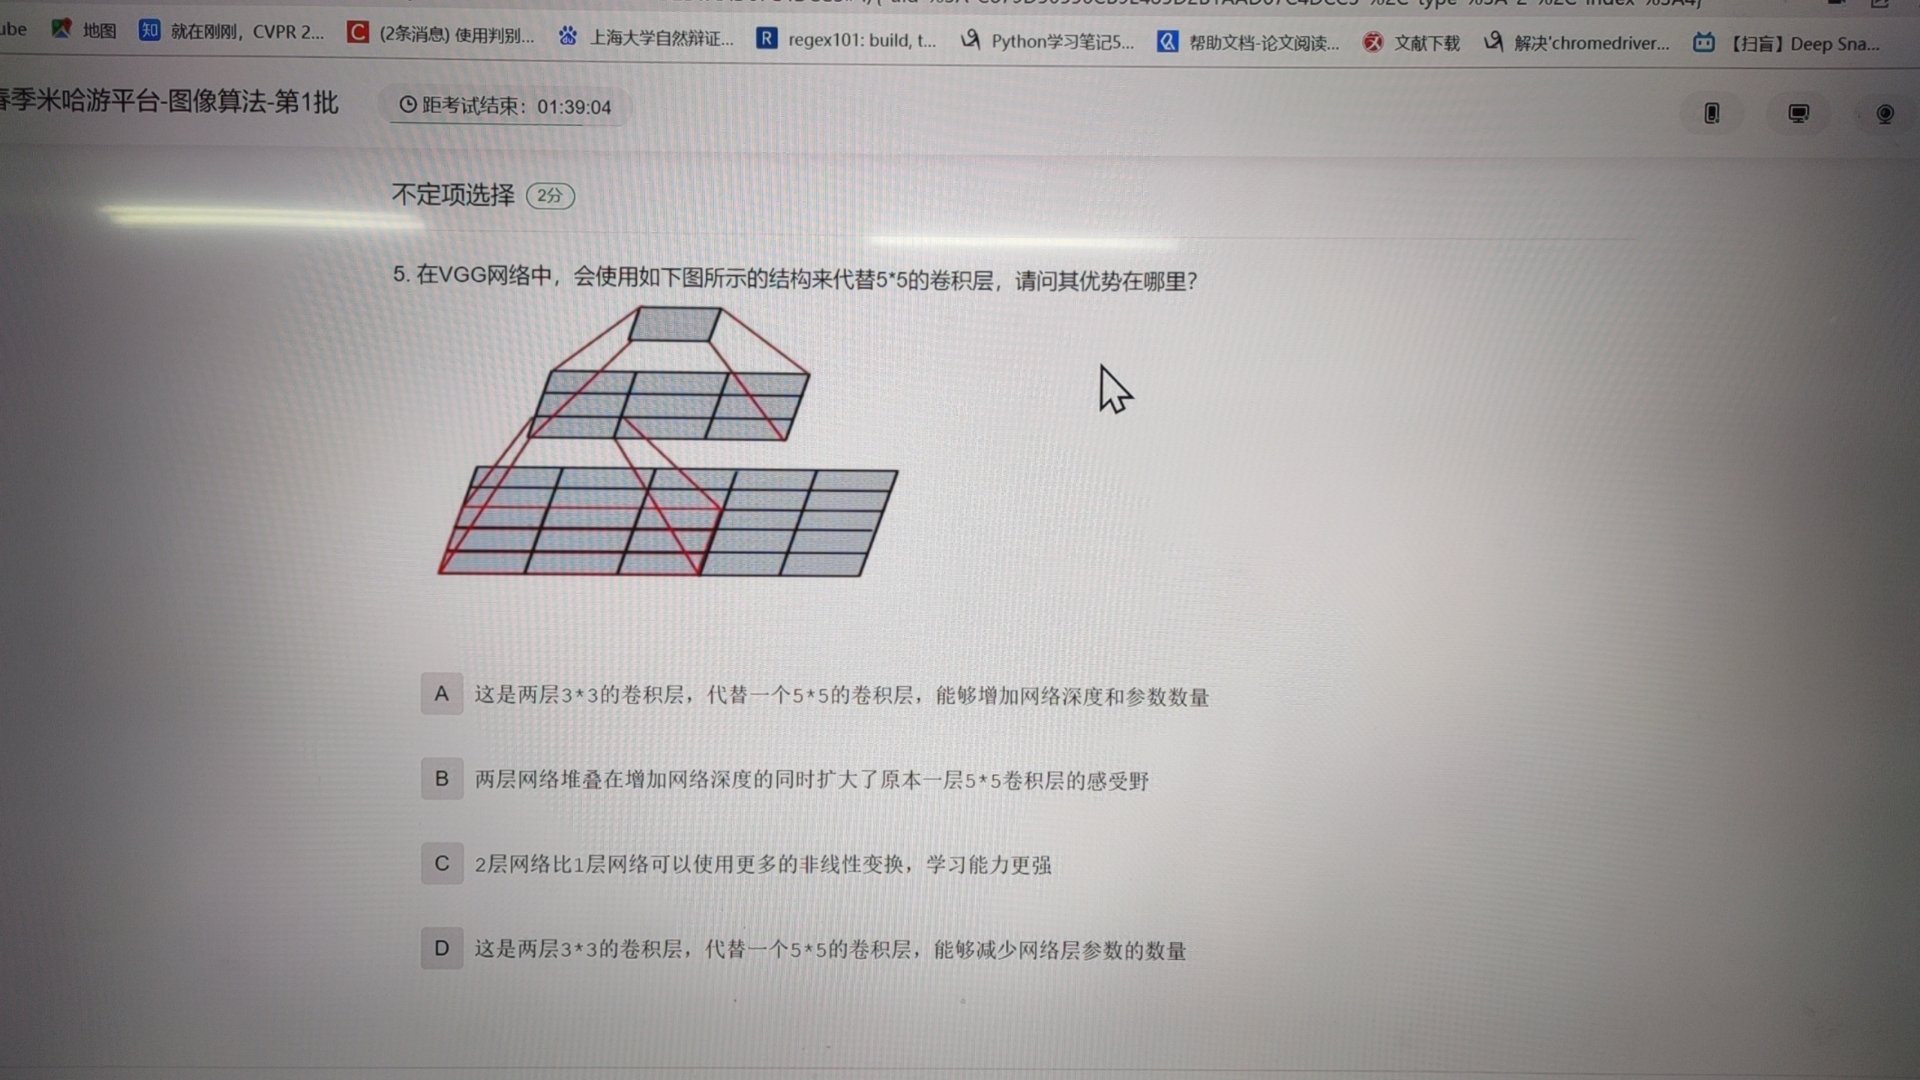 ube 地图 知 就在刚刚，CVPR 2... C (2条消息) 使用判别... du 上海大学自然辩证... R regex101: build, t... Python学习笔记5... 帮助文档-论文阅读... 文献下载 解决'chromedriver... 【扫盲】Deep Sna...
春季米哈游平台-图像算法-第1批
距考试结束：01:39:04
不定项选择 2分
5. 在VGG网络中，会使用如下图所示的结构来代替5*5的卷积层，请问其优势在哪里？
A 这是两层3*3的卷积层，代替一个5*5的卷积层，能够增加网络深度和参数数量
B 两层网络堆叠在增加网络深度的同时扩大了原本一层5*5卷积层的感受野
C 2层网络比1层网络可以使用更多的非线性变换，学习能力更强
D 这是两层3*3的卷积层，代替一个5*5的卷积层，能够减少网络层参数的数量